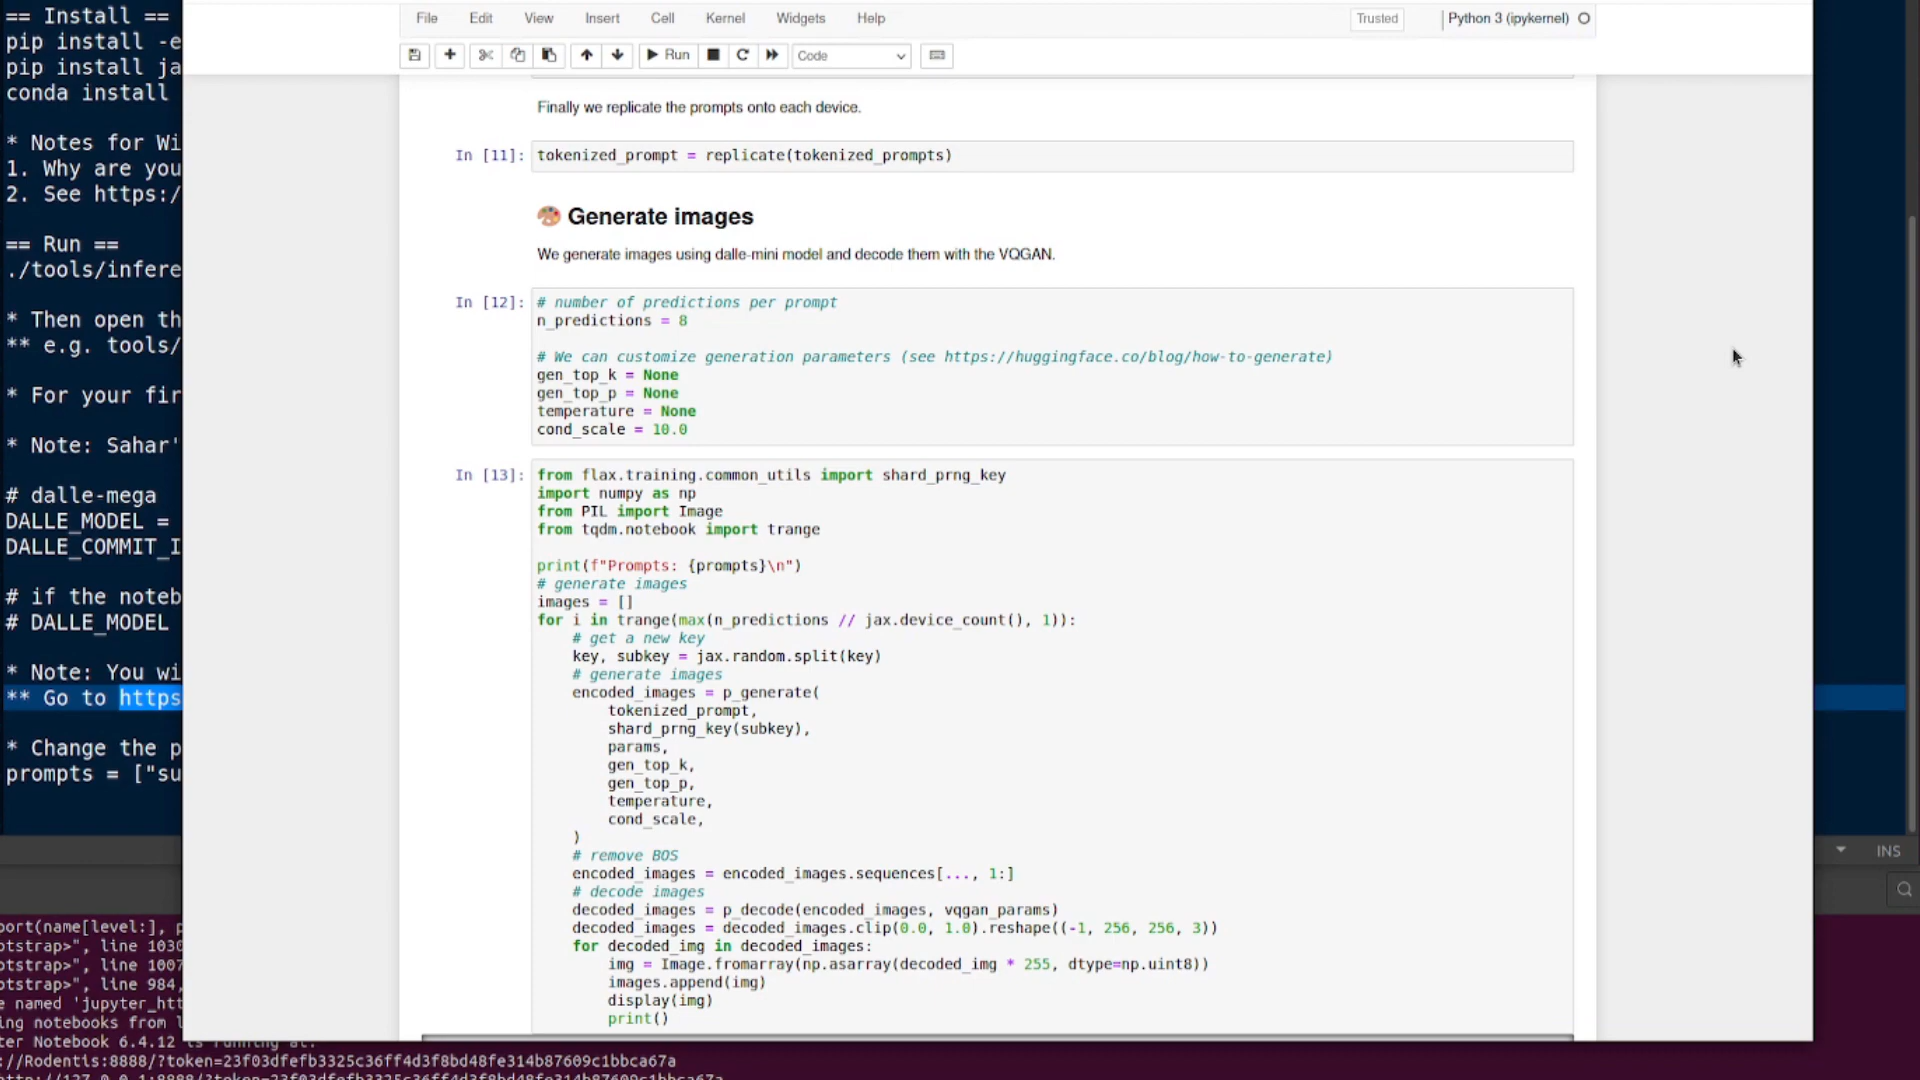 == Install ==
pip install -e
pip install ja
conda install
* Notes for Wi
1. Why are you
2. See https:/
== Run ==
./tools/infere
* Then open th
** e.g. tools/
* For your fir
* Note: Sahar'
# dalle-mega
DALLE_MODEL =
DALLE_COMMIT_I
# if the noteb
# DALLE_MODEL
* Note: You wi
** Go to https
* Change the p
prompts = ["su
File Edit View Insert Cell Kernel Widgets Help Trusted Python 3 (ipykernel)
Run Code
Finally we replicate the prompts onto each device.
In [11]: tokenized_prompt = replicate(tokenized_prompts)
🎨 Generate images
We generate images using dalle-mini model and decode them with the VQGAN.
In [12]: # number of predictions per prompt
n_predictions = 8
# We can customize generation parameters (see https://huggingface.co/blog/how-to-generate)
gen_top_k = None
gen_top_p = None
temperature = None
cond_scale = 10.0
In [13]: from flax.training.common_utils import shard_prng_key
import numpy as np
from PIL import Image
from tqdm.notebook import trange
print(f"Prompts: {prompts}\n")
# generate images
images = []
for i in trange(max(n_predictions // jax.device_count(), 1)):
    # get a new key
    key, subkey = jax.random.split(key)
    # generate images
    encoded_images = p_generate(
        tokenized_prompt,
        shard_prng_key(subkey),
        params,
        gen_top_k,
        gen_top_p,
        temperature,
        cond_scale,
    )
    # remove BOS
    encoded_images = encoded_images.sequences[..., 1:]
    # decode images
    decoded_images = p_decode(encoded_images, vqgan_params)
    decoded_images = decoded_images.clip(0.0, 1.0).reshape((-1, 256, 256, 3))
    for decoded_img in decoded_images:
        img = Image.fromarray(np.asarray(decoded_img * 255, dtype=np.uint8))
        images.append(img)
        display(img)
        print()
INS
port(name[level:], p
otstrap>", line 1030
otstrap>", line 1007
otstrap>", line 984,
e named 'jupyter_htt
ing notebooks from l
ter Notebook 6.4.12 is running at:
://Rodentis:8888/?token=23f03dfefb3325c36ff4d3f8bd48fe314b87609c1bbca67a